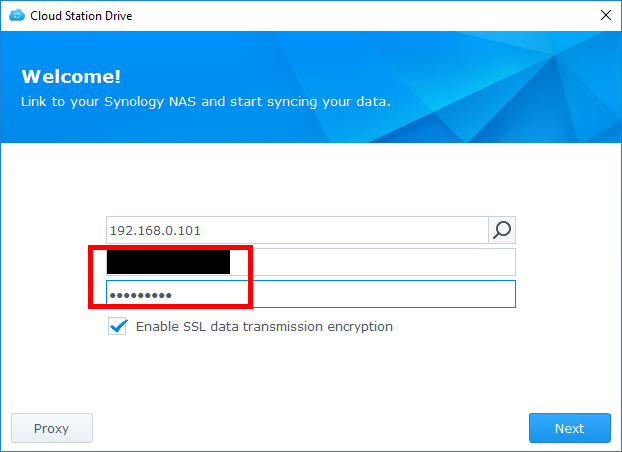 Cloud Station Drive
Welcome!
Link to your Synology NAS and start syncing your data.
192.168.0.101
•••••••••
Enable SSL data transmission encryption
Proxy
Next